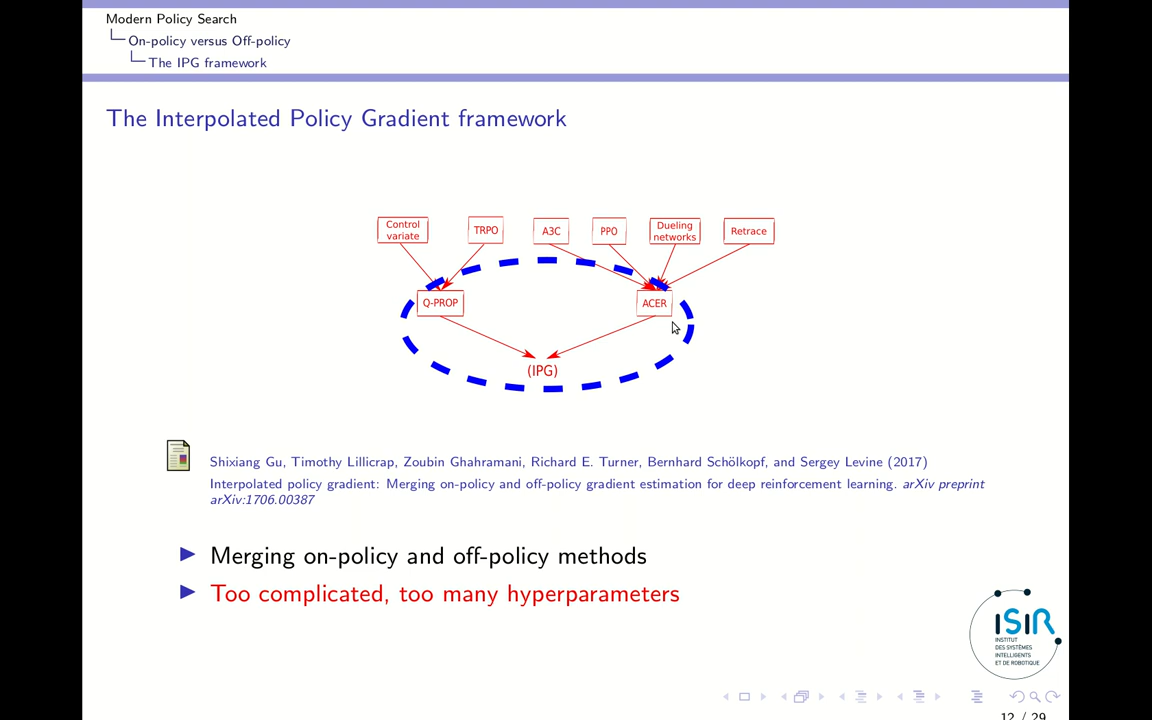 Modern Policy Search
On-policy versus Off-policy
The IPG framework
The Interpolated Policy Gradient framework
Control
variate
TRPO
A3C
PPO
Dueling
networks
Retrace
Q-PROP
ACER
(IPG)
Shixiang Gu, Timothy Lillicrap, Zoubin Ghahramani, Richard E. Turner, Bernhard Schölkopf, and Sergey Levine (2017)
Interpolated policy gradient: Merging on-policy and off-policy gradient estimation for deep reinforcement learning. arXiv preprint
arXiv:1706.00387
Merging on-policy and off-policy methods
Too complicated, too many hyperparameters
ISIR
INSTITUT
DES SYSTÈMES
INTELLIGENTS
ET DE ROBOTIQUE
12 / 29